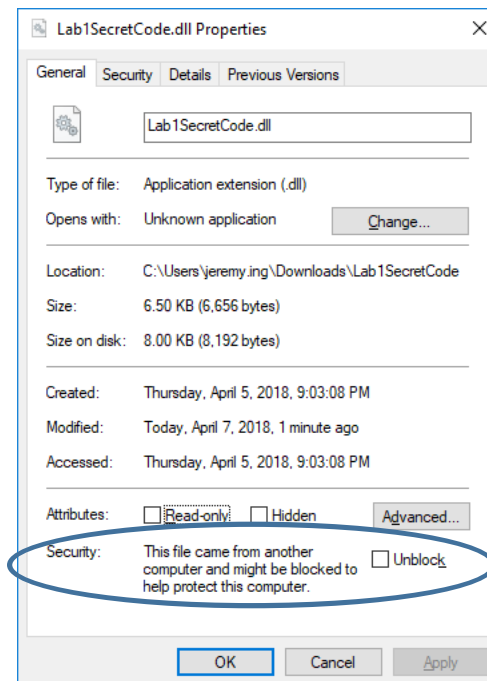 Lab1SecretCode.dll Properties
General Security Details Previous Versions
Lab1SecretCode.dll
Type of file: Application extension (.dll)
Opens with: Unknown application Change...
Location: C:\Users\jeremy.ing\Downloads\Lab1SecretCode
Size: 6.50 KB (6,656 bytes)
Size on disk: 8.00 KB (8,192 bytes)
Created: Thursday, April 5, 2018, 9:03:08 PM
Modified: Today, April 7, 2018, 1 minute ago
Accessed: Thursday, April 5, 2018, 9:03:08 PM
Attributes: Read-only Hidden Advanced...
Security: This file came from another
computer and might be blocked to Unblock
help protect this computer.
OK Cancel Apply